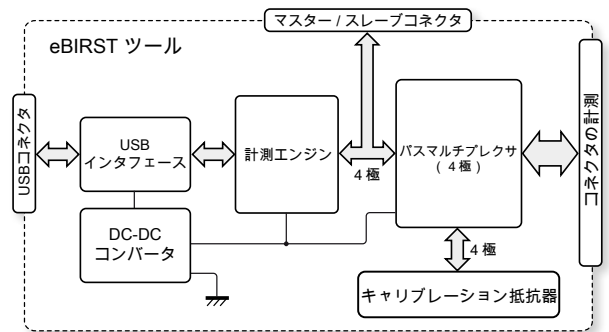 マスター / スレーブコネクタ
eBIRST ツール
USBコネクタ
USB
インタフェース
計測エンジン
4 極
バスマルチプレクサ
( 4 極 )
コネクタの計測
DC-DC
コンバータ
4 極
キャリブレーション抵抗器